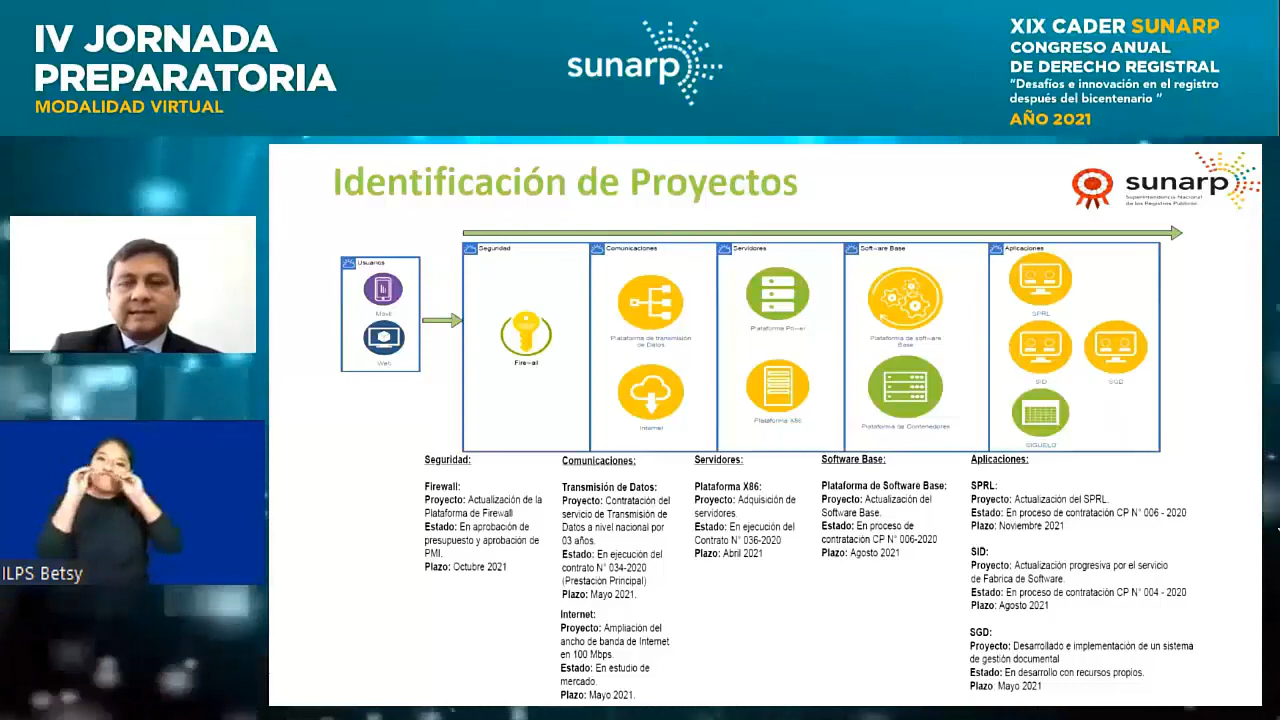 IV JORNADA
PREPARATORIA
MODALIDAD VIRTUAL
sunarp
XIX CADER SUNARP
CONGRESO ANUAL
DE DERECHO REGISTRAL
“Desafíos e innovación en el registro
después del bicentenario ”
AÑO 2021
Identificación de Proyectos
sunarp
Superintendencia Nacional
de los Registros Públicos
Usuarios
Móvil
Web
Seguridad
Firewall
Comunicaciones
Plataforma de transmisión
de Datos
Internet
Servidores
Plataforma Power
Plataforma X86
Software Base
Plataforma de software
Base
Plataforma de Contenedores
Aplicaciones
SPRL
SID
SGD
SIGUELO
Seguridad:
Firewall:
Proyecto: Actualización de la
Plataforma de Firewall
Estado: En aprobación de
presupuesto y aprobación de
PMI.
Plazo: Octubre 2021
Comunicaciones:
Transmisión de Datos:
Proyecto: Contratación del
servicio de Transmisión de
Datos a nivel nacional por
03 años.
Estado: En ejecución del
contrato N° 034-2020
(Prestación Principal)
Plazo: Mayo 2021.
Internet:
Proyecto: Ampliación del
ancho de banda de Internet
en 100 Mbps.
Estado: En estudio de
mercado.
Plazo: Mayo 2021.
Servidores:
Plataforma X86:
Proyecto: Adquisición de
servidores.
Estado: En ejecución del
Contrato N° 036-2020
Plazo: Abril 2021
Software Base:
Plataforma de Software Base:
Proyecto: Actualización del
Software Base.
Estado: En proceso de
contratación CP N° 006-2020
Plazo: Agosto 2021
Aplicaciones:
SPRL:
Proyecto: Actualización del SPRL.
Estado: En proceso de contratación CP N° 006 - 2020
Plazo: Noviembre 2021
SID:
Proyecto: Actualización progresiva por el servicio
de Fabrica de Software.
Estado: En proceso de contratación CP N° 004 - 2020
Plazo: Agosto 2021
SGD:
Proyecto: Desarrollado e implementación de un sistema
de gestión documental
Estado: En desarrollo con recursos propios.
Plazo: Mayo 2021
ILPS Betsy